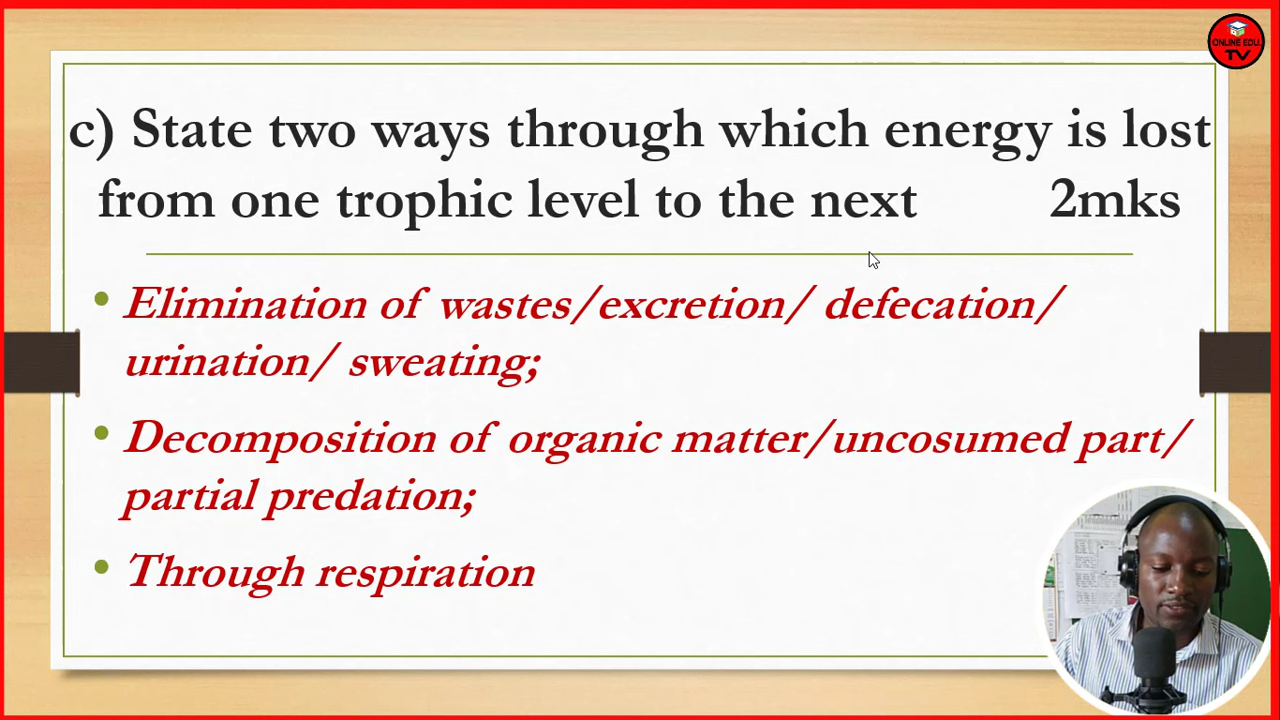 ONLINE EDU.
TV
c) State two ways through which energy is lost
from one trophic level to the next 2mks
• Elimination of wastes/excretion/ defecation/
urination/ sweating;
• Decomposition of organic matter/uncosumed part/
partial predation;
• Through respiration